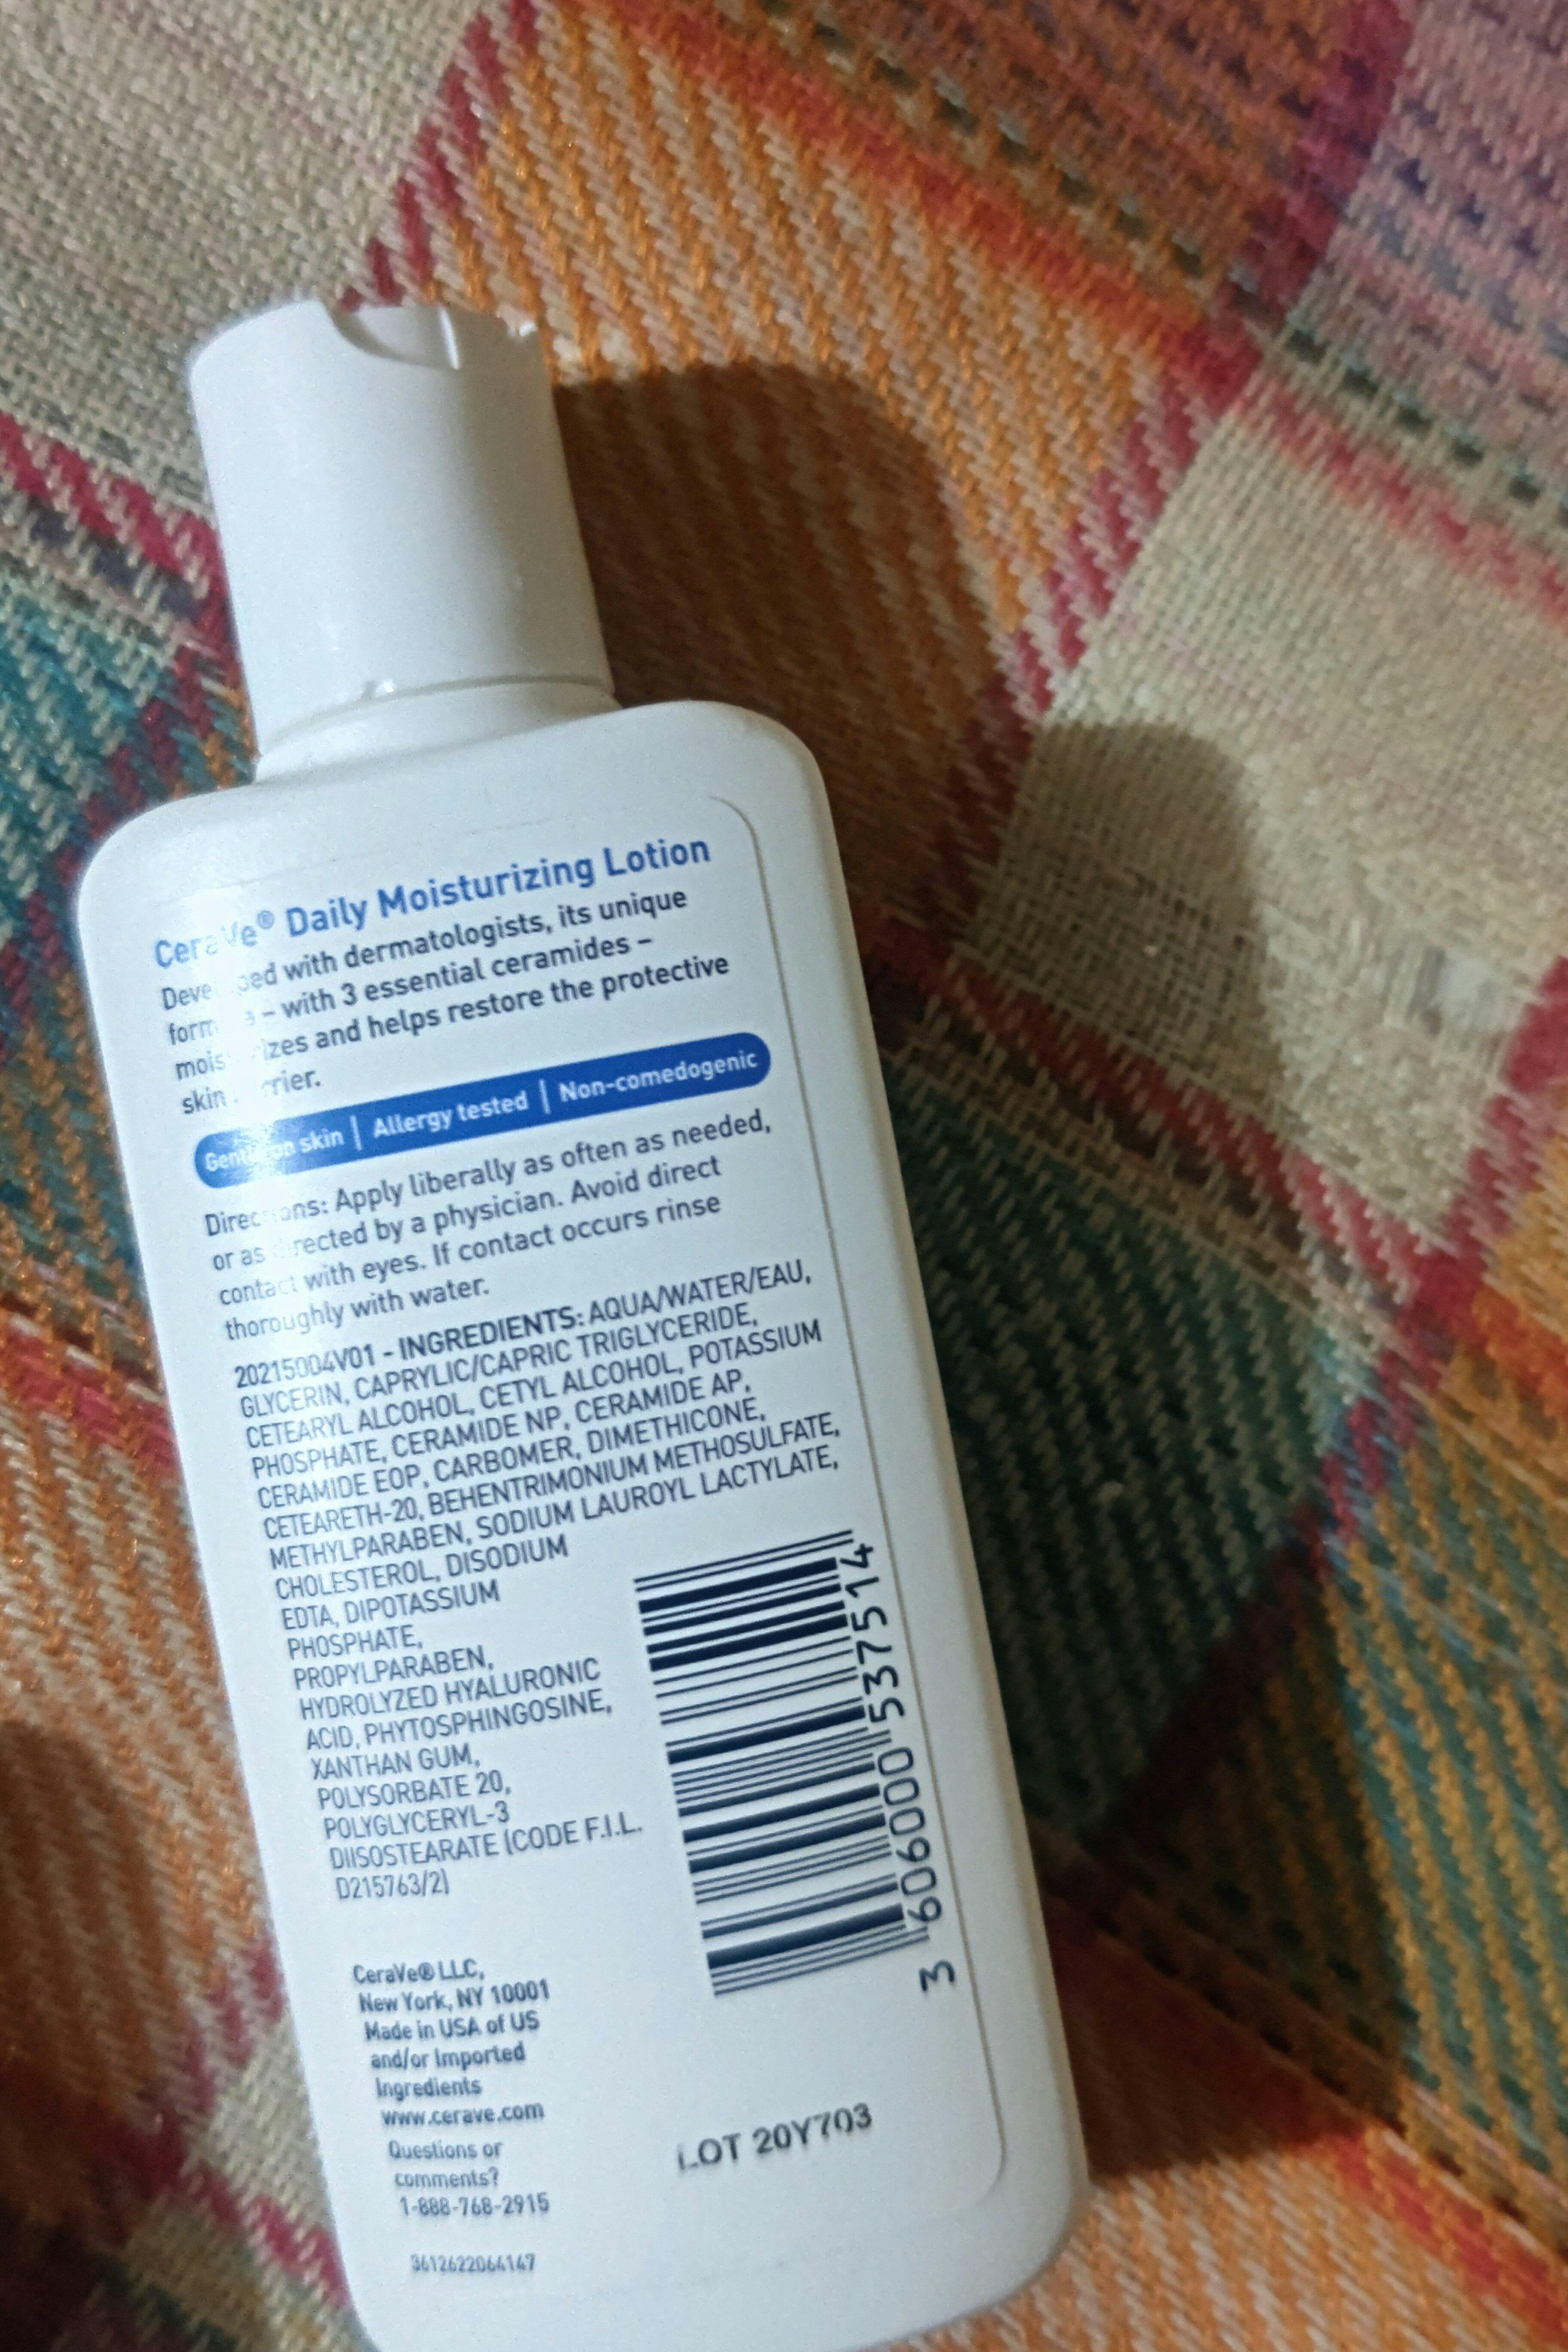 CeraVe® Daily Moisturizing Lotion
Developed with dermatologists, its unique
formula – with 3 essential ceramides –
moisturizes and helps restore the protective
skin barrier.
Gentle on skin | Allergy tested | Non-comedogenic
Directions: Apply liberally as often as needed,
or as directed by a physician. Avoid direct
contact with eyes. If contact occurs rinse
thoroughly with water.
20215004V01 - INGREDIENTS: AQUA/WATER/EAU,
GLYCERIN, CAPRYLIC/CAPRIC TRIGLYCERIDE,
CETEARYL ALCOHOL, CETYL ALCOHOL, POTASSIUM
PHOSPHATE, CERAMIDE NP, CERAMIDE AP,
CERAMIDE EOP, CARBOMER, DIMETHICONE,
CETEARETH-20, BEHENTRIMONIUM METHOSULFATE,
METHYLPARABEN, SODIUM LAUROYL LACTYLATE,
CHOLESTEROL, DISODIUM
EDTA, DIPOTASSIUM
PHOSPHATE,
PROPYLPARABEN,
HYDROLYZED HYALURONIC
ACID, PHYTOSPHINGOSINE,
XANTHAN GUM,
POLYSORBATE 20,
POLYGLYCERYL-3
DIISOSTEARATE (CODE F.I.L.
D215763/2)
3 606000 537514
CeraVe® LLC,
New York, NY 10001
Made in USA of US
and/or Imported
Ingredients
www.cerave.com
Questions or
comments?
1-888-768-2915
LOT 20Y703
3612622064147